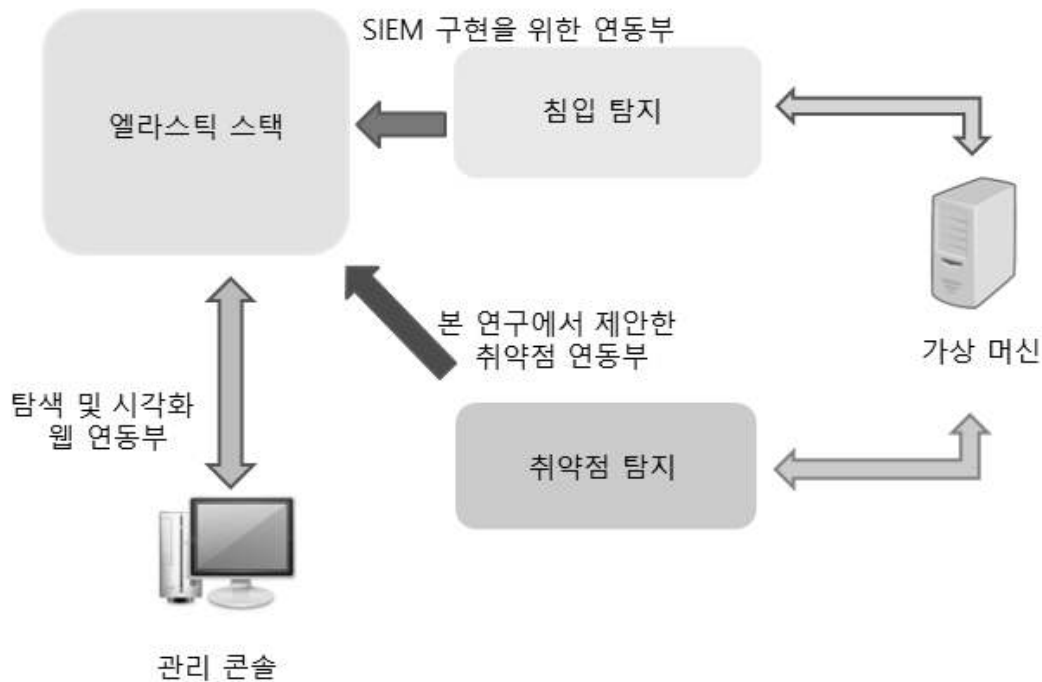 SIEM 구현을 위한 연동부
엘라스틱 스택
침입 탐지
본 연구에서 제안한
취약점 연동부
가상 머신
탐색 및 시각화
웹 연동부
취약점 탐지
관리 콘솔